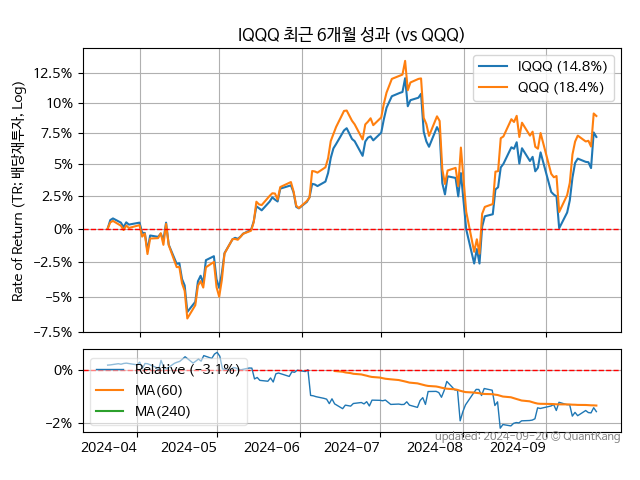 IQQQ 최근 6개월 성과 (vs QQQ)
Rate of Return (TR: 배당재투자, Log)
12.5%
10%
7.5%
5%
2.5%
0%
−2.5%
−5%
−7.5%
IQQQ (14.8%)
QQQ (18.4%)
0%
−2%
Relative (−3.1%)
MA(60)
MA(240)
2024−04
2024−05
2024−06
2024−07
2024−08
2024−09
updated: 2024−09−20 © QuantKang